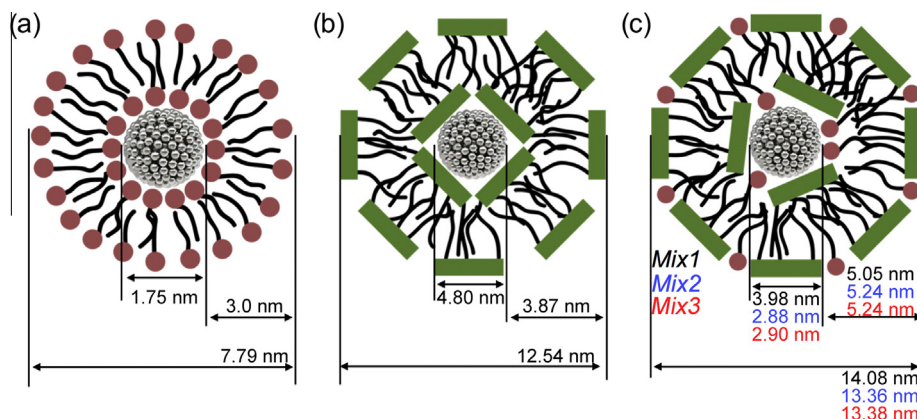 (a)
1.75 nm
3.0 nm
7.79 nm
(b)
4.80 nm
3.87 nm
12.54 nm
(c)
Mix1
Mix2
Mix3
3.98 nm
2.88 nm
2.90 nm
5.05 nm
5.24 nm
5.24 nm
14.08 nm
13.36 nm
13.38 nm